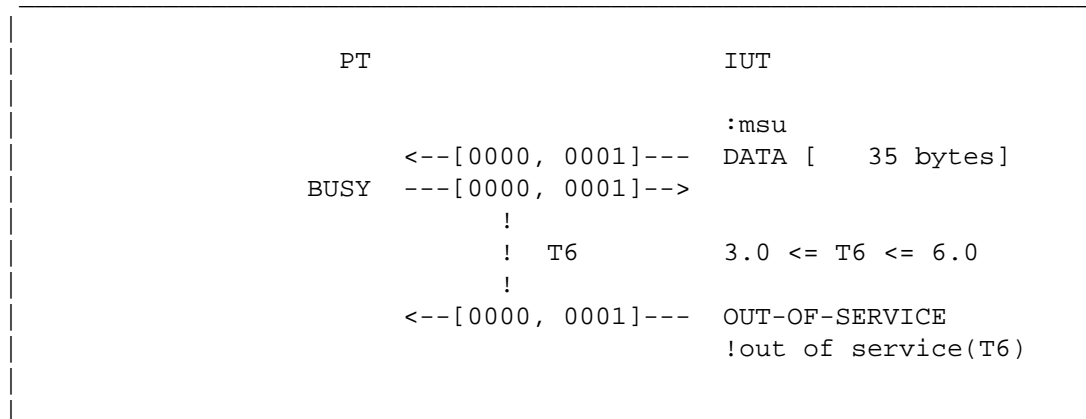 PT IUT
:msu
<--[0000, 0001]--- DATA [ 35 bytes]
BUSY ---[0000, 0001]-->
!
! T6 3.0 <= T6 <= 6.0
!
<--[0000, 0001]--- OUT-OF-SERVICE
!out of service(T6)